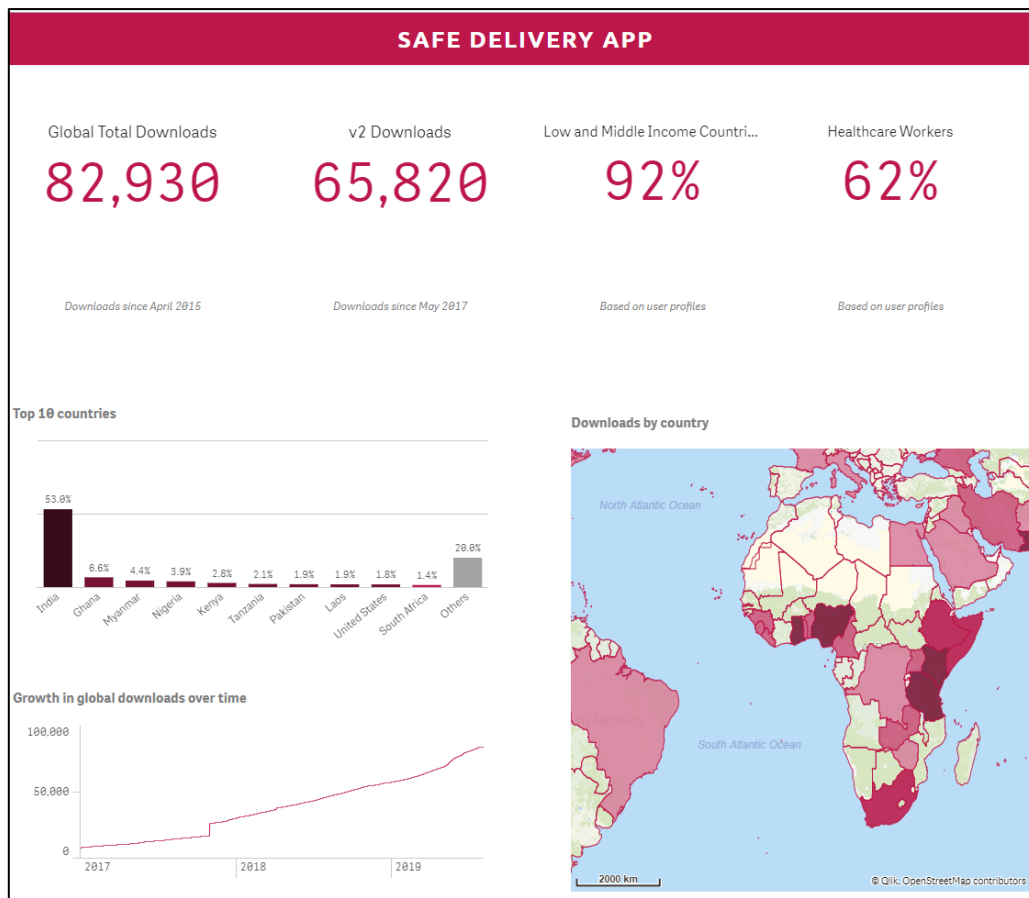 SAFE DELIVERY APP
Global Total Downloads
82,930
Downloads since April 2015
v2 Downloads
65,820
Downloads since May 2017
Low and Middle Income Countri...
92%
Based on user profiles
Healthcare Workers
62%
Based on user profiles
Top 10 countries
53.0%
6.6%
4.4%
3.9%
2.8%
2.1%
1.9%
1.9%
1.8%
1.4%
20.0%
India
Ghana
Myanmar
Nigeria
Kenya
Tanzania
Pakistan
Laos
United States
South Africa
Others
Growth in global downloads over time
100,000
50,000
0
2017
2018
2019
Downloads by country
North Atlantic Ocean
TH AMERICA
South Atlantic Ocean
2000 km
© Qlik, OpenStreetMap contributors